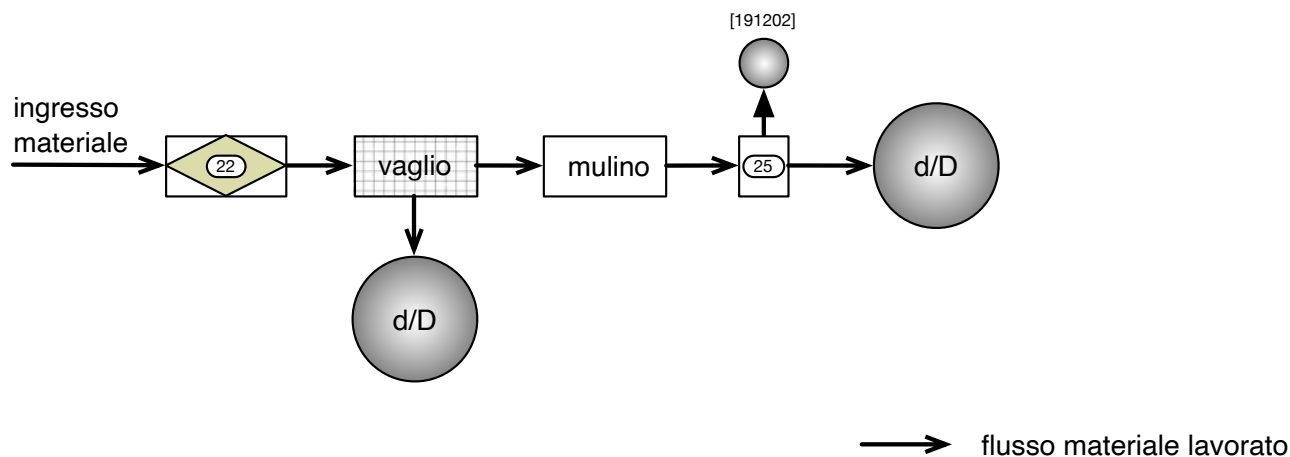 [191202]
ingresso
materiale
22
vaglio
mulino
25
d/D
d/D
flusso materiale lavorato